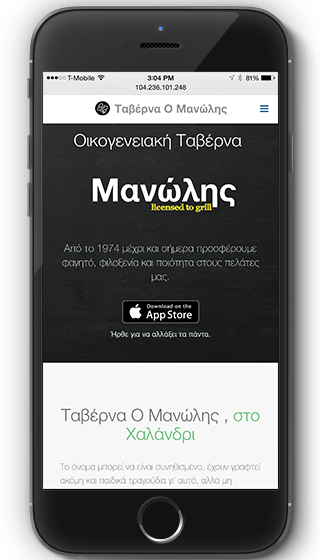 T-Mobile 3:04 PM 81%
104.236.101.248
Ταβέρνα Ο Μανώλης
Οικογενειακή Ταβέρνα
Μανώλης
licensed to grill
Από το 1974 μέχρι και σήμερα προσφέρουμε
φαγητό, φιλοξενία και ποιότητα στους πελάτες
μας.
Download on the
App Store
Ήρθε για να αλλάξει τα πάντα.
Ταβέρνα Ο Μανώλης , στο
Χαλάνδρι
Το όνομα μπορεί να είναι συνηθισμένο, έχουν γραφτεί
ακόμη και παιδικά τραγούδια γι΄ αυτό, αλλά μη